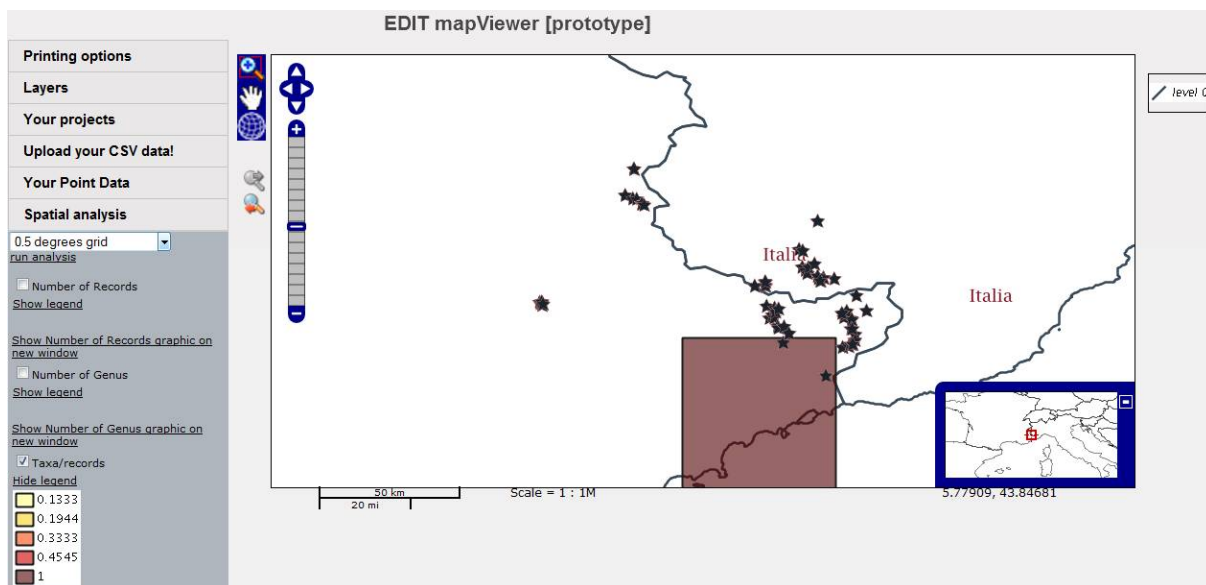 EDIT mapViewer [prototype]
Printing options
Layers
Your projects
Upload your CSV data!
Your Point Data
Spatial analysis
0.5 degrees grid
run analysis
Number of Records
Show legend
Show Number of Records graphic on
new window
Number of Genus
Show legend
Show Number of Genus graphic on
new window
Taxa/records
Hide legend
0.1333
0.1944
0.3333
0.4545
1
Italia
Italia
50 km
20 mi
Scale = 1 : 1M
5.77909, 43.84681
level